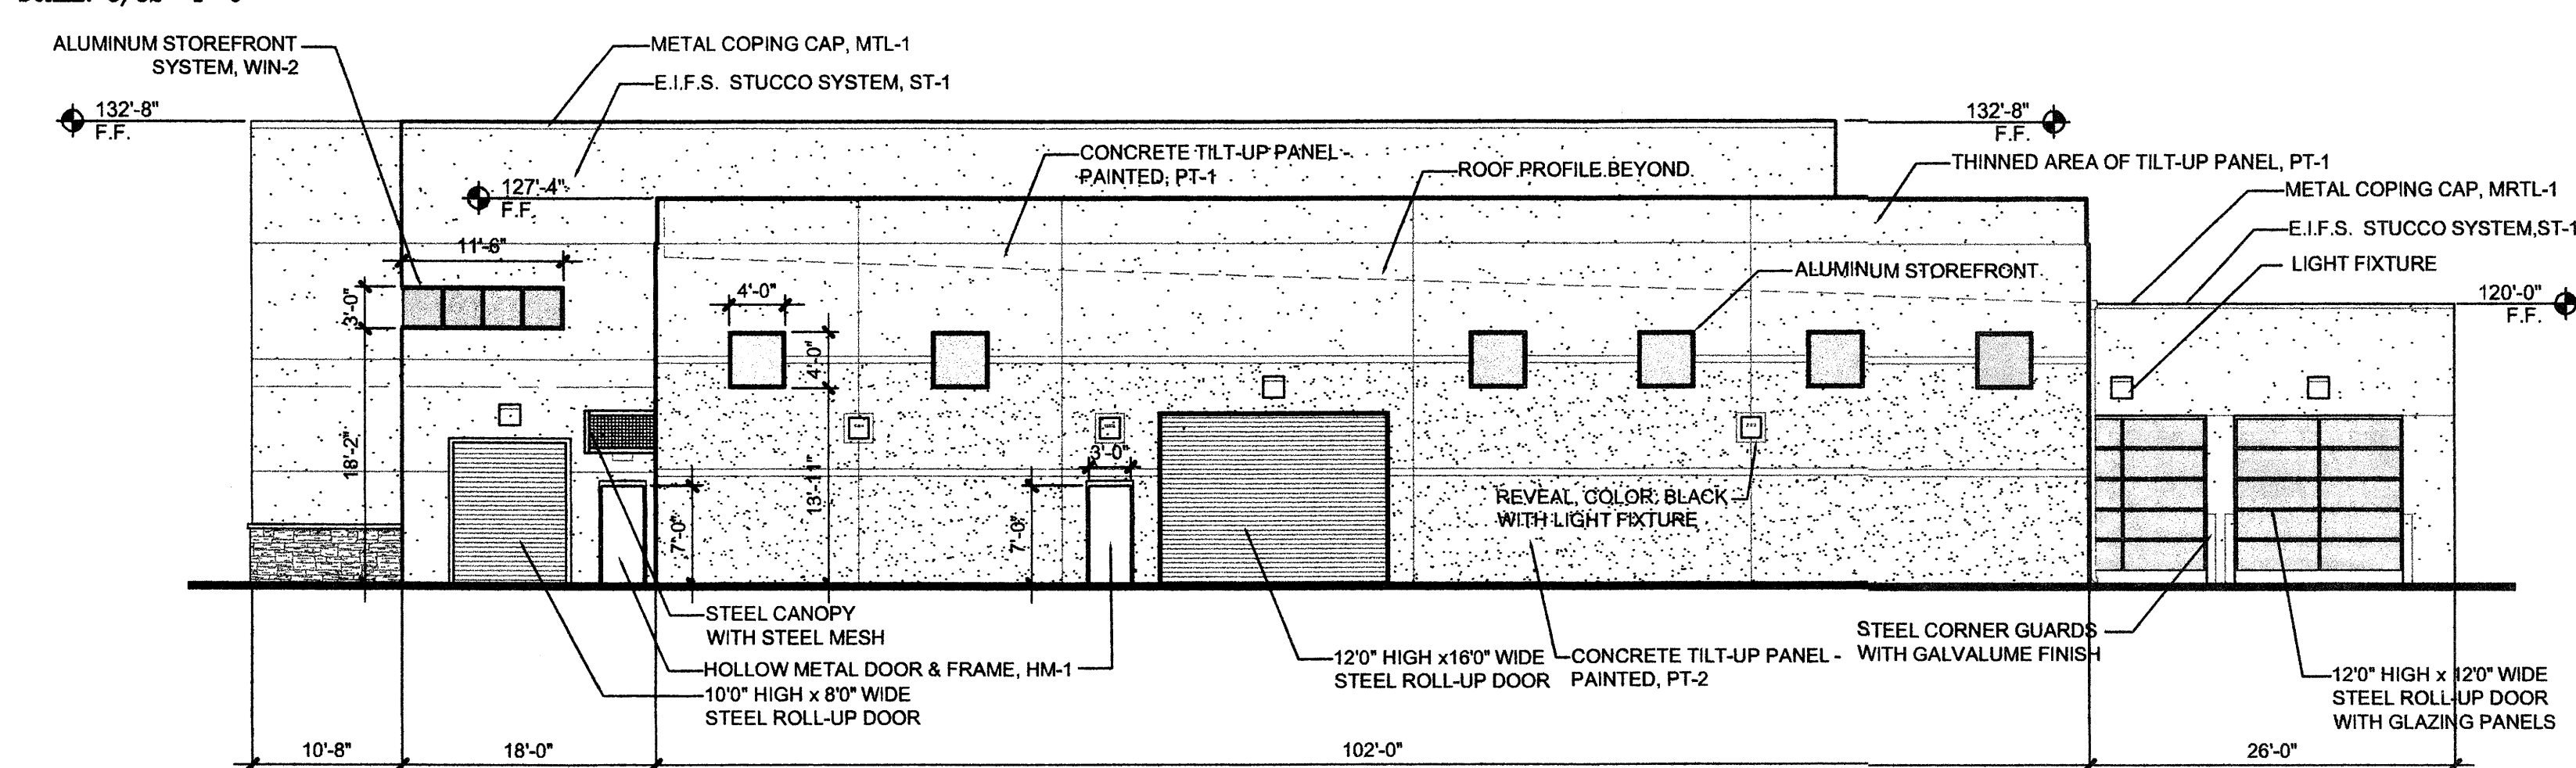 ALUMINUM STOREFRONT
SYSTEM, WIN-2
METAL COPING CAP, MTL-1
E.I.F.S. STUCCO SYSTEM, ST-1
132'-8"
F.F.
132'-8"
F.F.
127'-4"
F.F.
CONCRETE TILT-UP PANEL -
PAINTED, PT-1
ROOF PROFILE BEYOND
THINNED AREA OF TILT-UP PANEL, PT-1
METAL COPING CAP, MRTL-1
E.I.F.S. STUCCO SYSTEM,ST-1
LIGHT FIXTURE
120'-0"
F.F.
11'-6"
3'-0"
4'-0"
4'-0"
ALUMINUM STOREFRONT
18'-2"
13'-11"
3'-0"
7'-0"
7'-0"
REVEAL, COLOR: BLACK
WITH LIGHT FIXTURE
STEEL CANOPY
WITH STEEL MESH
HOLLOW METAL DOOR & FRAME, HM-1
10'0" HIGH x 8'0" WIDE
STEEL ROLL-UP DOOR
12'0" HIGH x16'0" WIDE
STEEL ROLL-UP DOOR
CONCRETE TILT-UP PANEL -
PAINTED, PT-2
STEEL CORNER GUARDS
WITH GALVALUME FINISH
12'0" HIGH x 12'0" WIDE
STEEL ROLL-UP DOOR
WITH GLAZING PANELS
10'-8"
18'-0"
102'-0"
26'-0"